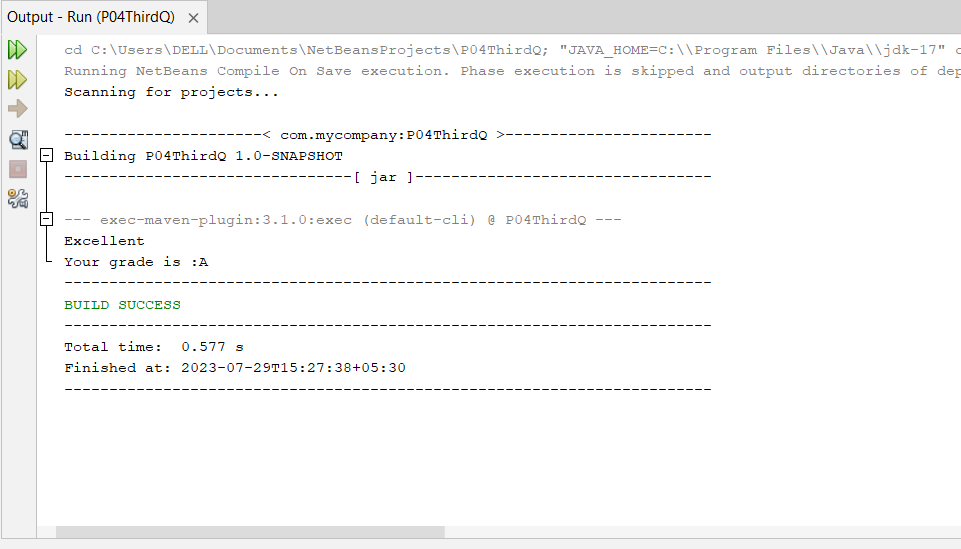 Output - Run (P04ThirdQ) ×
cd C:\Users\DELL\Documents\NetBeansProjects\P04ThirdQ; "JAVA_HOME=C:\\Program Files\\Java\\jdk-17" c
Running NetBeans Compile On Save execution. Phase execution is skipped and output directories of dep
Scanning for projects...
----------------------< com.mycompany:P04ThirdQ >-----------------------
Building P04ThirdQ 1.0-SNAPSHOT
--------------------------------[ jar ]---------------------------------
--- exec-maven-plugin:3.1.0:exec (default-cli) @ P04ThirdQ ---
Excellent
Your grade is :A
------------------------------------------------------------------------
BUILD SUCCESS
------------------------------------------------------------------------
Total time:  0.577 s
Finished at: 2023-07-29T15:27:38+05:30
------------------------------------------------------------------------